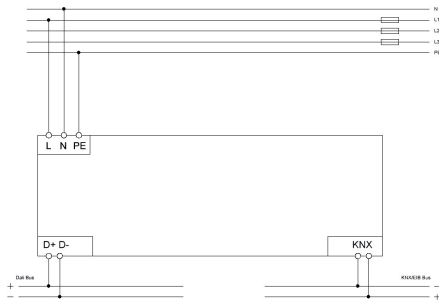 N
L1
L2
L3
PE
L N PE
D+ D-
KNX
Dali Bus
KNX/EIB Bus
+
-
-
+